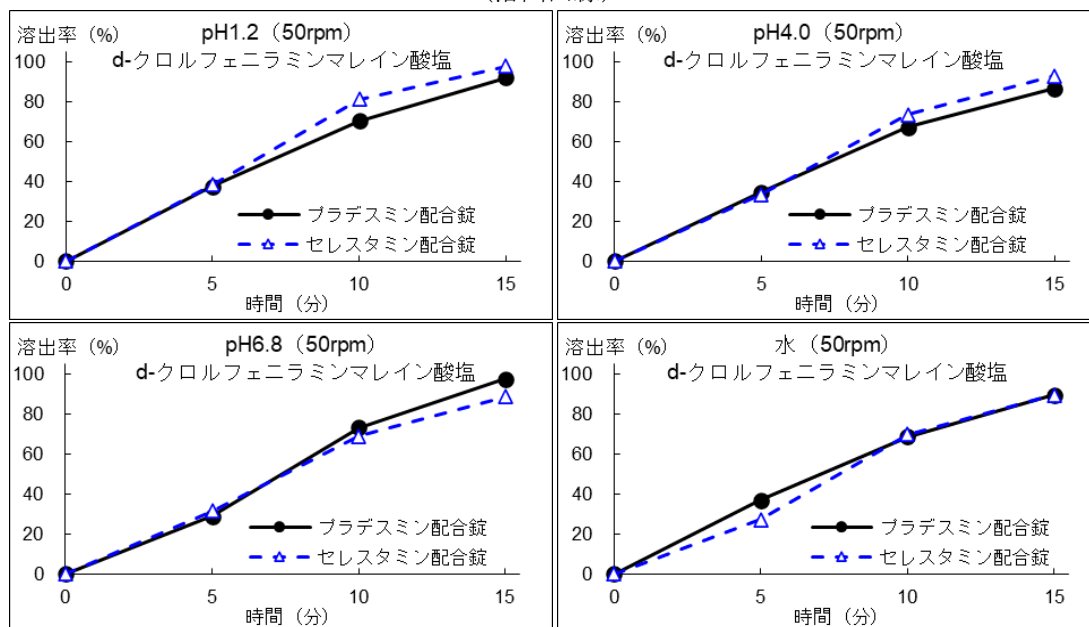 溶出率 (%)
pH1.2 (50rpm)
d-クロルフェニラミンマレイン酸塩
100
80
60
40
20
0
プラデスミン配合錠
セレスタミン配合錠
0 5 10 15
時間 (分)
溶出率 (%)
pH4.0 (50rpm)
d-クロルフェニラミンマレイン酸塩
100
80
60
40
20
0
プラデスミン配合錠
セレスタミン配合錠
0 5 10 15
時間 (分)
溶出率 (%)
pH6.8 (50rpm)
d-クロルフェニラミンマレイン酸塩
100
80
60
40
20
0
プラデスミン配合錠
セレスタミン配合錠
0 5 10 15
時間 (分)
溶出率 (%)
水 (50rpm)
d-クロルフェニラミンマレイン酸塩
100
80
60
40
20
0
プラデスミン配合錠
セレスタミン配合錠
0 5 10 15
時間 (分)